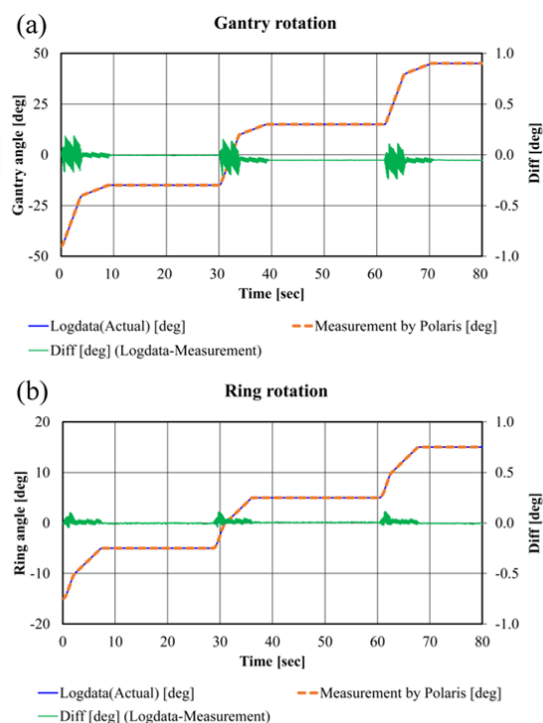 (a) Gantry rotation
50 1.0
25 0.5
0 0.0
-25 -0.5
-50 -1.0
Gantry angle [deg]
Diff [deg]
0 10 20 30 40 50 60 70 80
Time [sec]
Logdata(Actual) [deg] Measurement by Polaris [deg]
Diff [deg] (Logdata-Measurement)
(b) Ring rotation
20 1.0
10 0.5
0 0.0
-10 -0.5
-20 -1.0
Ring angle [deg]
Diff [deg]
0 10 20 30 40 50 60 70 80
Time [sec]
Logdata(Actual) [deg] Measurement by Polaris [deg]
Diff [deg] (Logdata-Measurement)